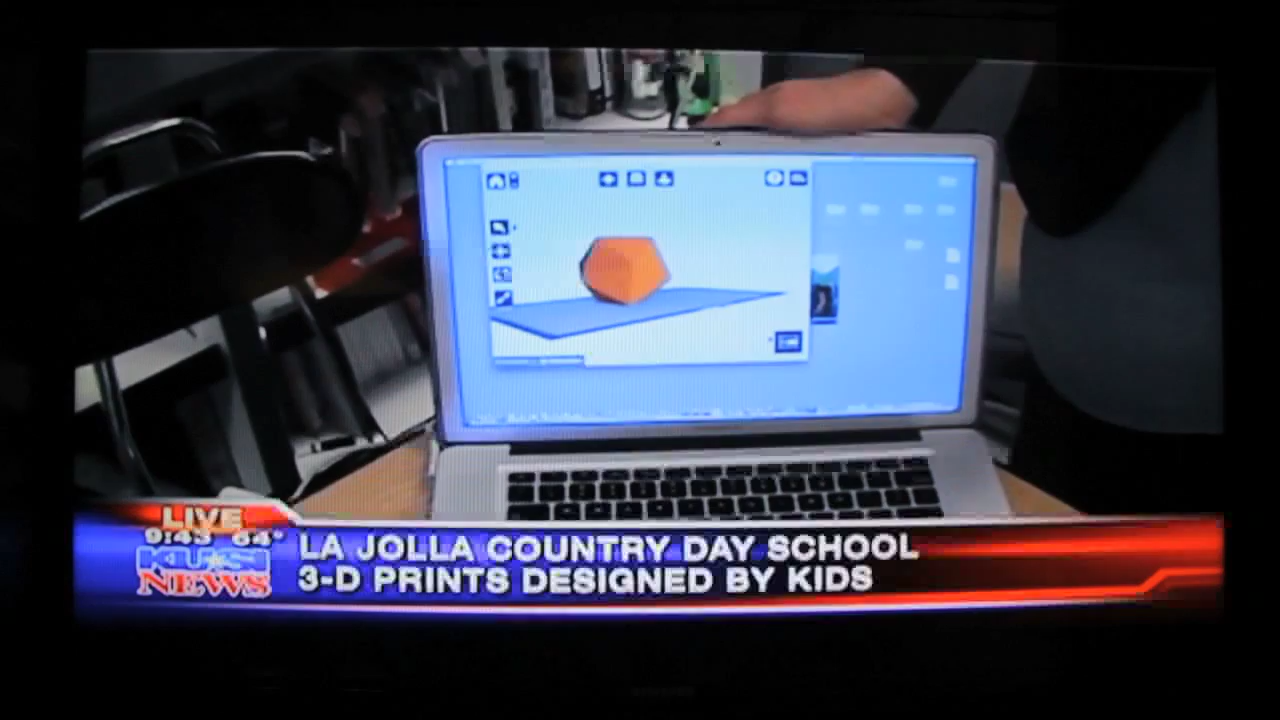 LIVE
9:43 64°
KUSI
NEWS
LA JOLLA COUNTRY DAY SCHOOL
3-D PRINTS DESIGNED BY KIDS